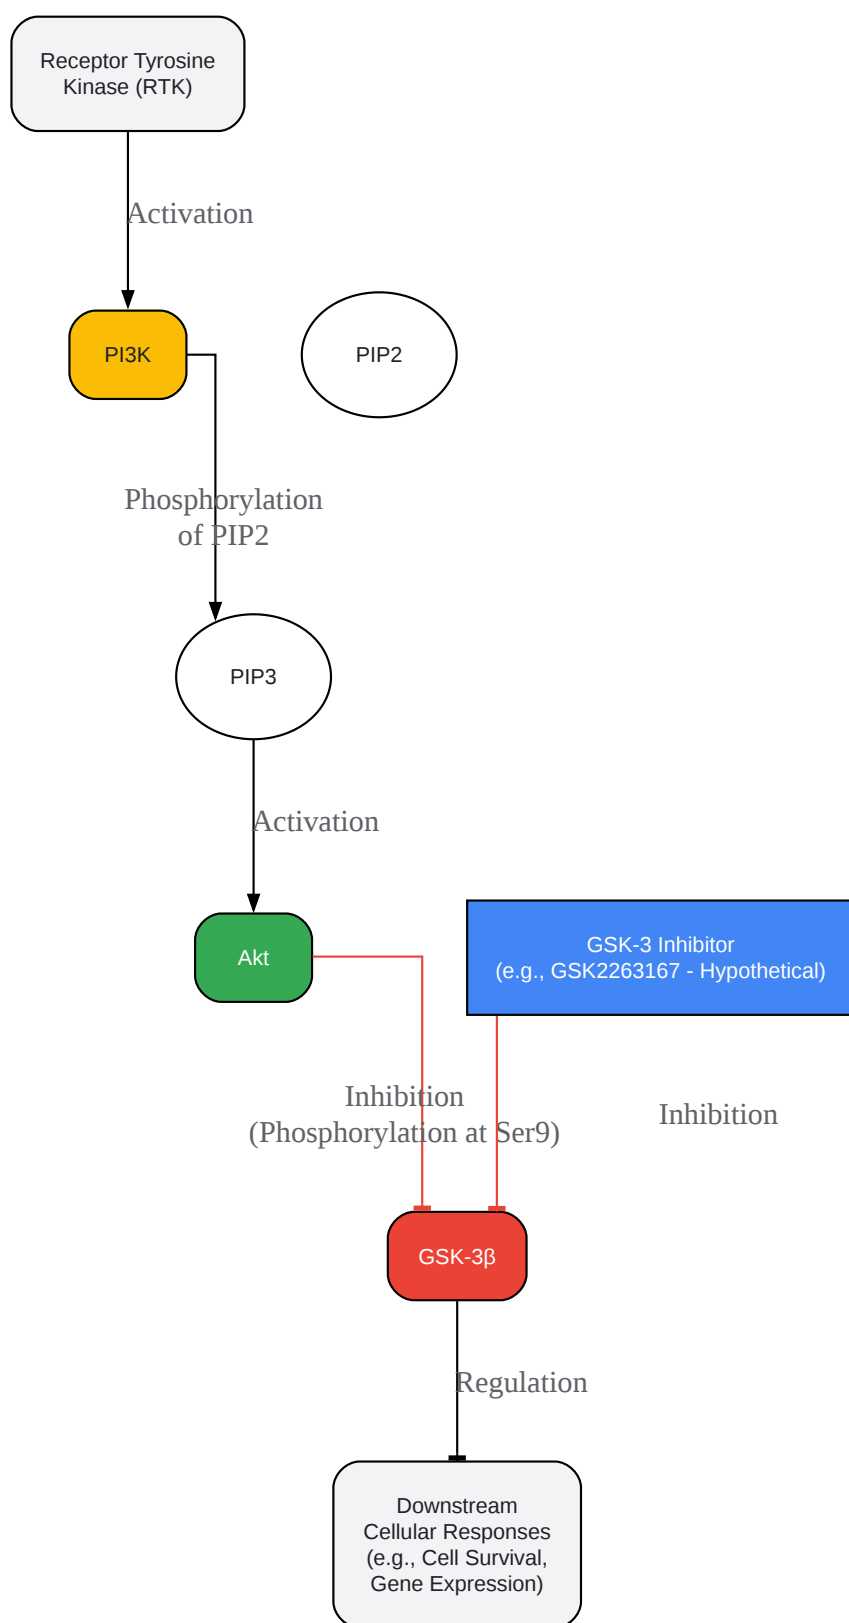 Receptor Tyrosine
Kinase (RTK)
Activation
PI3K
PIP2
Phosphorylation
of PIP2
PIP3
Activation
Akt
GSK-3 Inhibitor
(e.g., GSK2263167 - Hypothetical)
Inhibition
(Phosphorylation at Ser9)
Inhibition
GSK-3β
Regulation
Downstream
Cellular Responses
(e.g., Cell Survival,
Gene Expression)